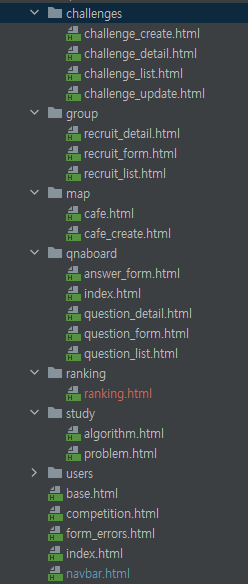 challenges
challenge_create.html
challenge_detail.html
challenge_list.html
challenge_update.html
group
recruit_detail.html
recruit_form.html
recruit_list.html
map
cafe.html
cafe_create.html
qnaboard
answer_form.html
index.html
question_detail.html
question_form.html
question_list.html
ranking
ranking.html
study
algorithm.html
problem.html
users
base.html
competition.html
form_errors.html
index.html
navbar.html